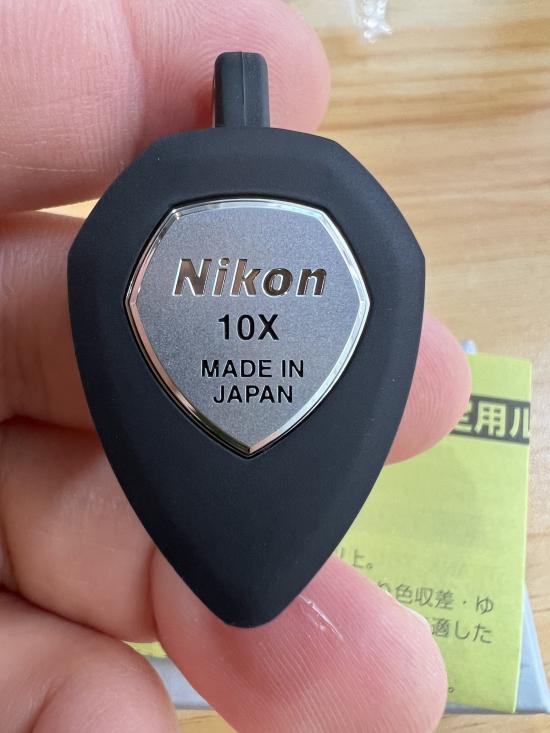 Nikon
10X
MADE IN
JAPAN
用ル
上。
色収差・ゆ
適した
。